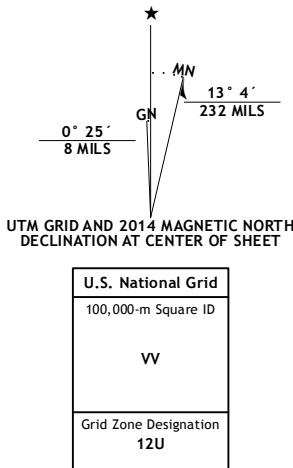 ★
MN
GN
13° 4´
232 MILS
0° 25´
8 MILS
UTM GRID AND 2014 MAGNETIC NORTH
DECLINATION AT CENTER OF SHEET
U.S. National Grid
100,000-m Square ID
VV
Grid Zone Designation
12U